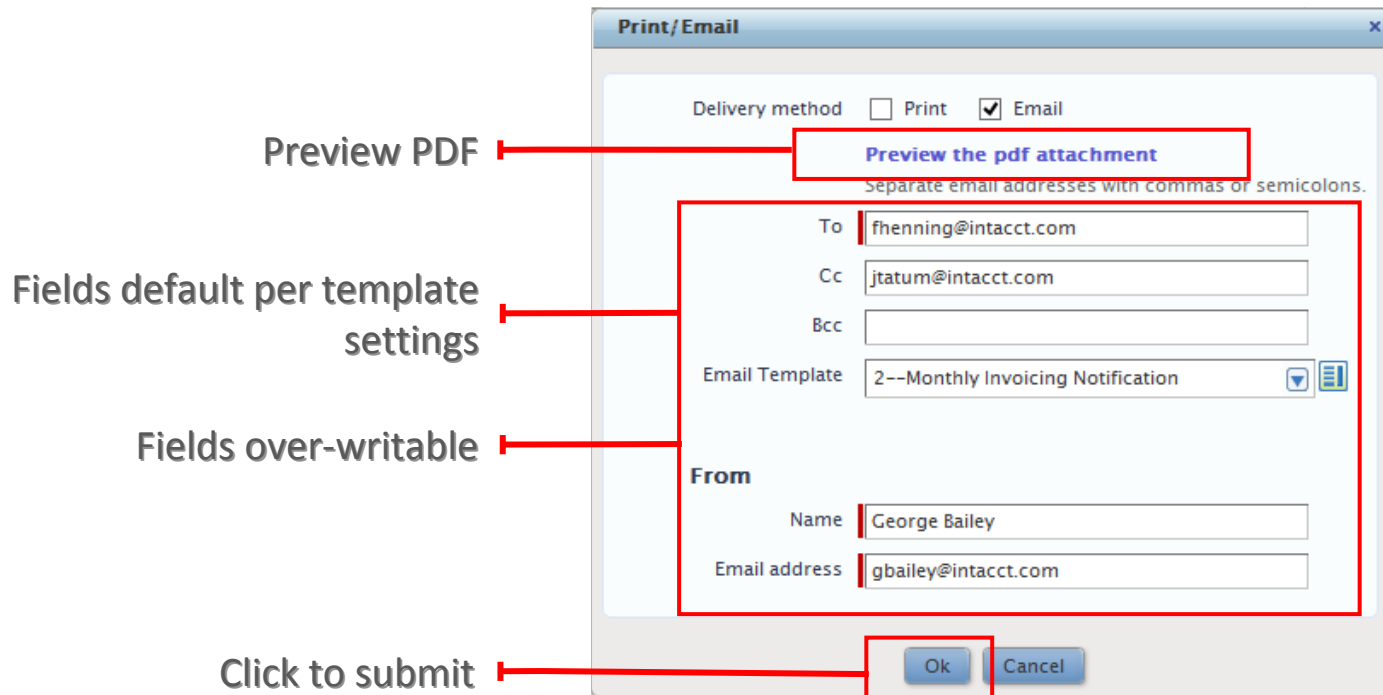 Print/Email
x
Delivery method Print Email
Preview PDF
Preview the pdf attachment
Separate email addresses with commas or semicolons.
To fhenning@intacct.com
Cc jtatum@intacct.com
Fields default per template
settings
Bcc
Email Template 2--Monthly Invoicing Notification
Fields over-writable
From
Name George Bailey
Email address gbailey@intacct.com
Click to submit
Ok Cancel